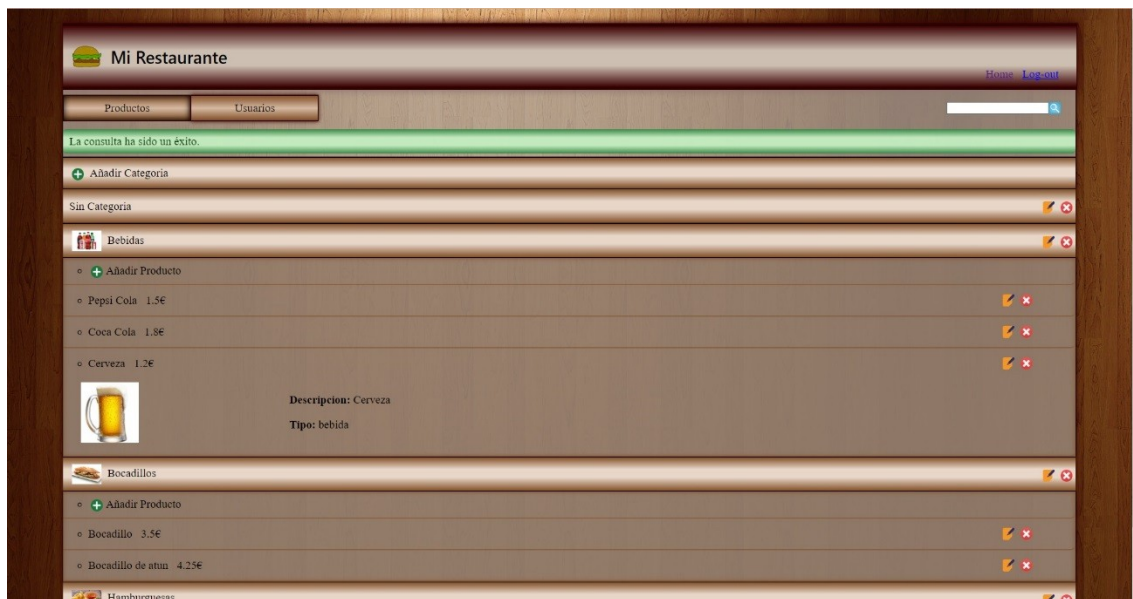 Mi Restaurante
Home Log-out
Productos Usuarios
La consulta ha sido un éxito.
Añadir Categoria
Sin Categoria
Bebidas
Añadir Producto
Pepsi Cola 1.5€
Coca Cola 1.8€
Cerveza 1.2€
Descripcion: Cerveza
Tipo: bebida
Bocadillos
Añadir Producto
Bocadillo 3.5€
Bocadillo de atun 4.25€
Hamburguesas